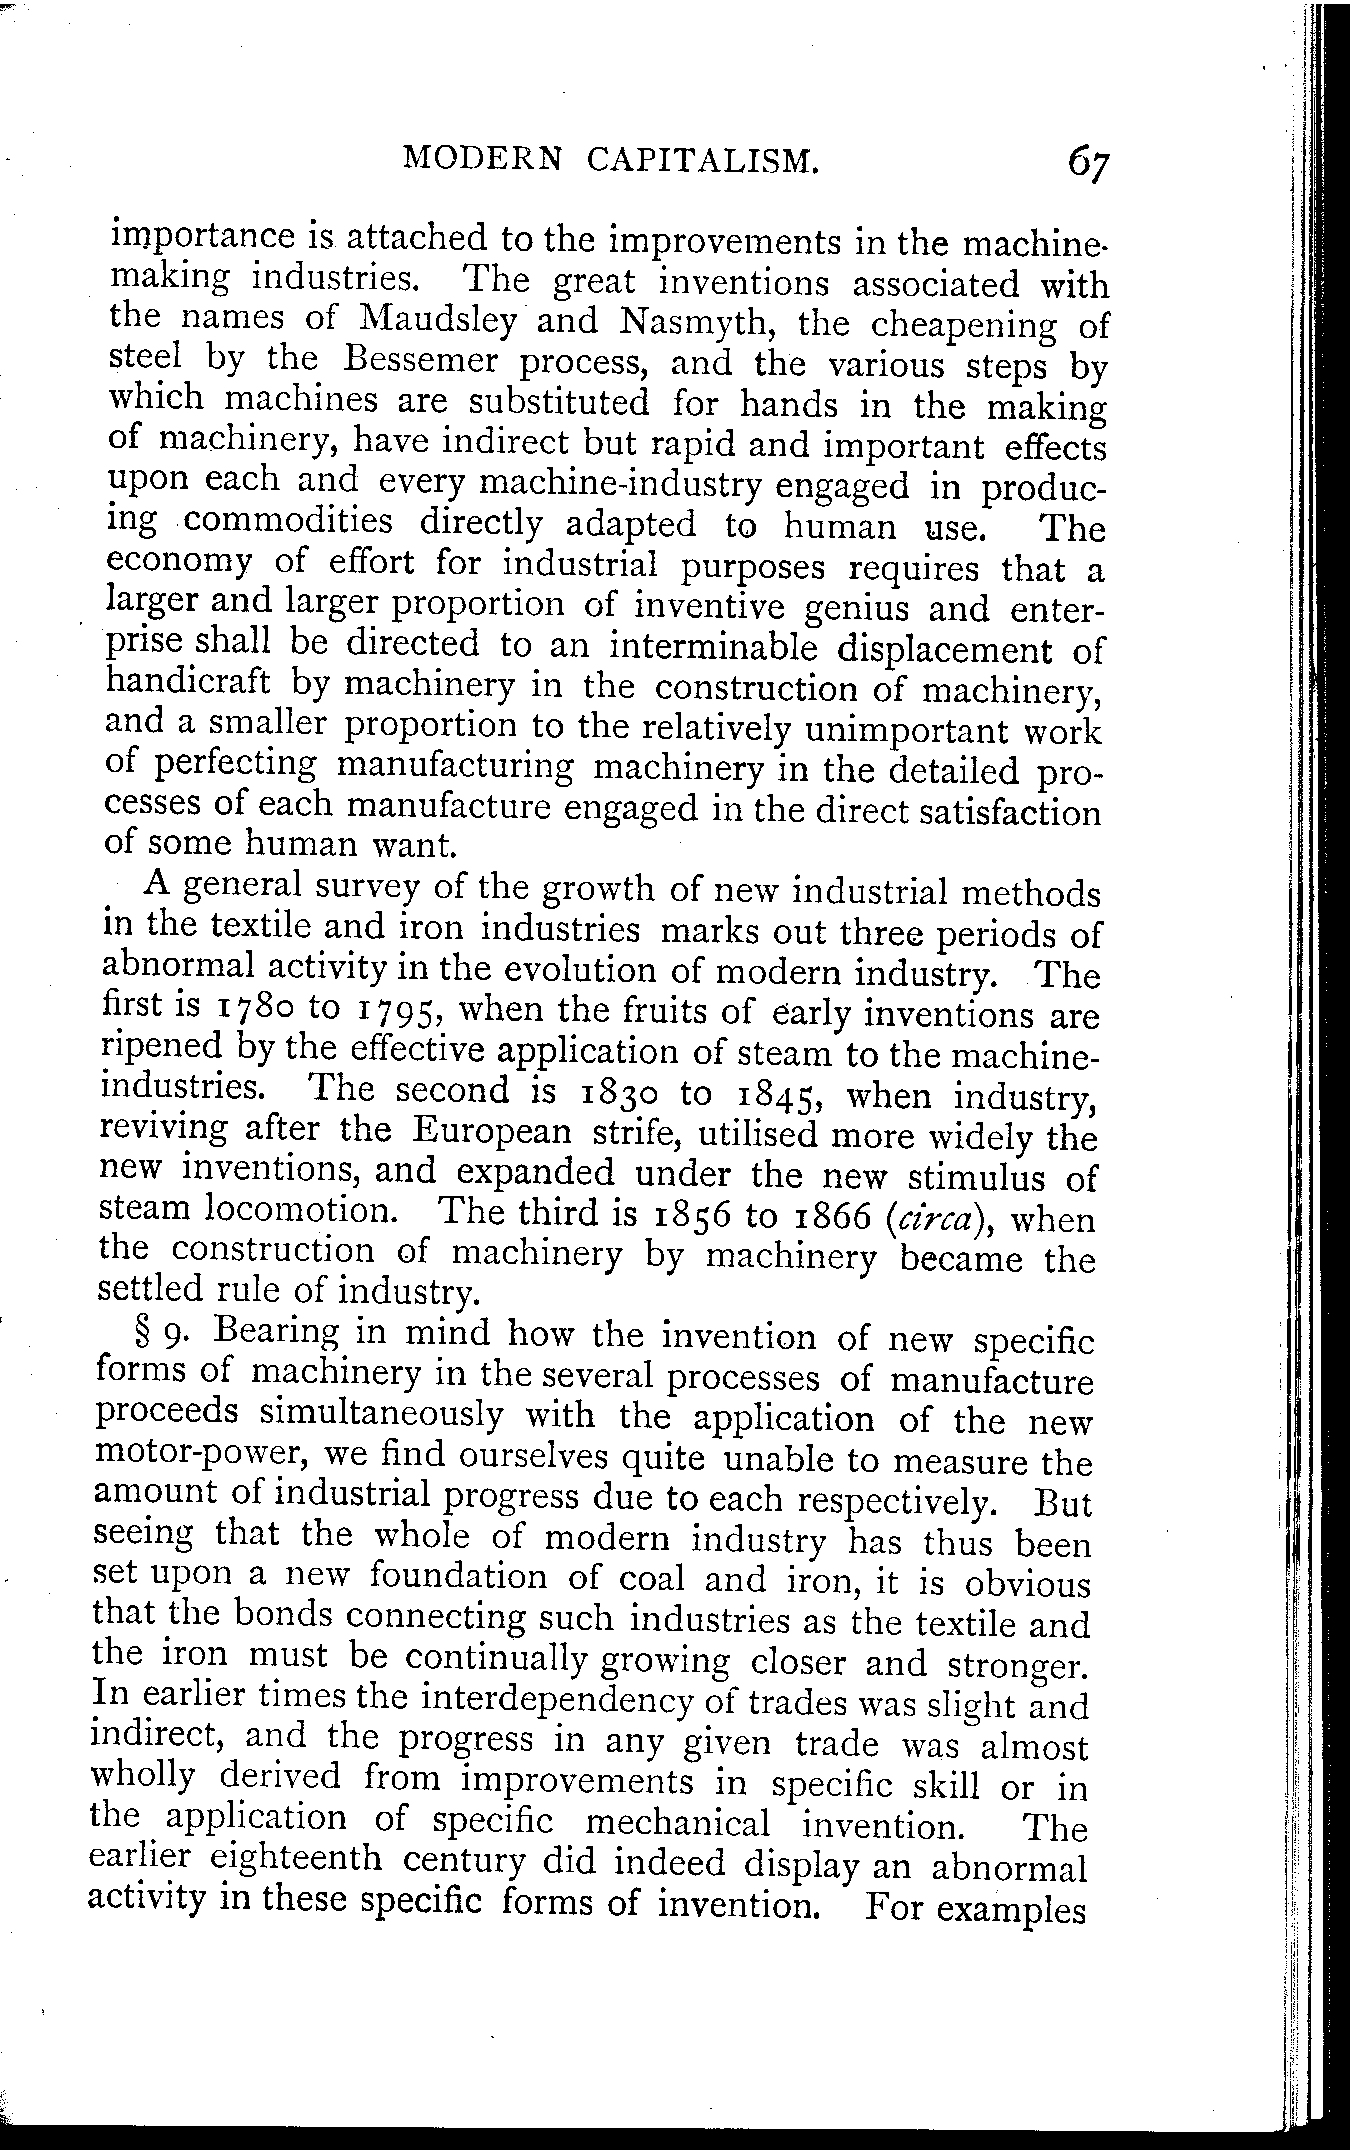 MODERN CAPITALISM. 67
importance is attached to the improvements in the machine-
making industries. The great inventions associated with
the names of Maudsley and Nasmyth, the cheapening of
steel by the Bessemer process, and the various steps by
which machines are substituted for hands in the making
of machinery, have indirect but rapid and important effects
upon each and every machine-industry engaged in produc-
ing commodities directly adapted to human use. The
economy of effort for industrial purposes requires that a
larger and larger proportion of inventive genius and enter-
prise shall be directed to an interminable displacement of
handicraft by machinery in the construction of machinery,
and a smaller proportion to the relatively unimportant work
of perfecting manufacturing machinery in the detailed pro-
cesses of each manufacture engaged in the direct satisfaction
of some human want.
A general survey of the growth of new industrial methods
in the textile and iron industries marks out three periods of
abnormal activity in the evolution of modern industry. The
first is 1780 to 1795, when the fruits of early inventions are
ripened by the effective application of steam to the machine-
industries. The second is 1830 to 1845, when industry,
reviving after the European strife, utilised more widely the
new inventions, and expanded under the new stimulus of
steam locomotion. The third is 1856 to 1866 (circa), when
the construction of machinery by machinery became the
settled rule of industry.
§ 9. Bearing in mind how the invention of new specific
forms of machinery in the several processes of manufacture
proceeds simultaneously with the application of the new
motor-power, we find ourselves quite unable to measure the
amount of industrial progress due to each respectively. But
seeing that the whole of modern industry has thus been
set upon a new foundation of coal and iron, it is obvious
that the bonds connecting such industries as the textile and
the iron must be continually growing closer and stronger.
In earlier times the interdependency of trades was slight and
indirect, and the progress in any given trade was almost
wholly derived from improvements in specific skill or in
the application of specific mechanical invention. The
earlier eighteenth century did indeed display an abnormal
activity in these specific forms of invention. For examples